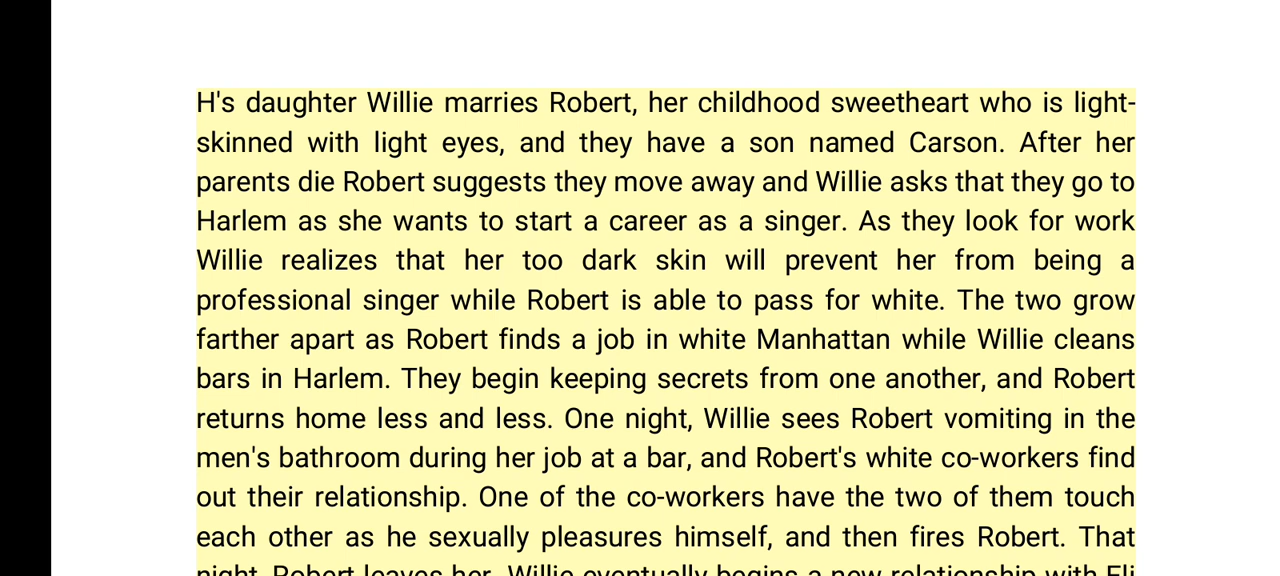 H's daughter Willie marries Robert, her childhood sweetheart who is light-
skinned with light eyes, and they have a son named Carson. After her
parents die Robert suggests they move away and Willie asks that they go to
Harlem as she wants to start a career as a singer. As they look for work
Willie realizes that her too dark skin will prevent her from being a
professional singer while Robert is able to pass for white. The two grow
farther apart as Robert finds a job in white Manhattan while Willie cleans
bars in Harlem. They begin keeping secrets from one another, and Robert
returns home less and less. One night, Willie sees Robert vomiting in the
men's bathroom during her job at a bar, and Robert's white co-workers find
out their relationship. One of the co-workers have the two of them touch
each other as he sexually pleasures himself, and then fires Robert. That
night, Robert leaves her. Willie eventually begins a new relationship with Eli